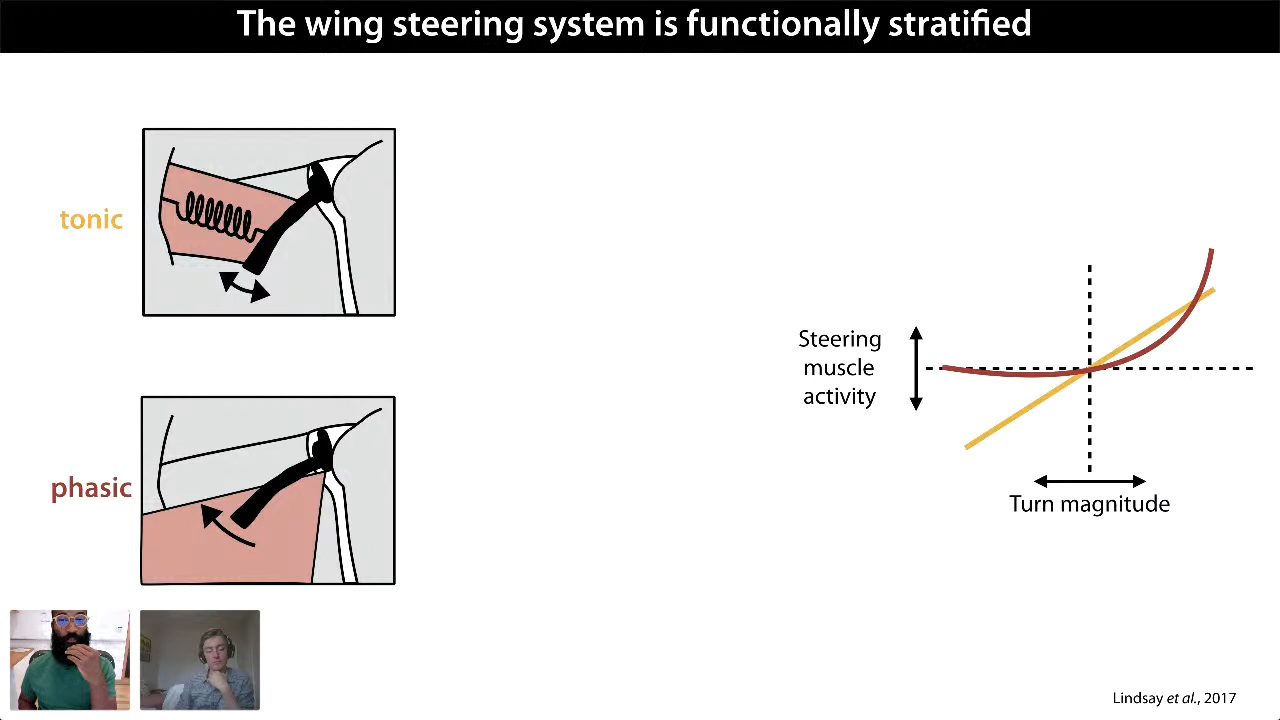 The wing steering system is functionally stratified
tonic
phasic
Steering
muscle
activity
Turn magnitude
Lindsay et al., 2017